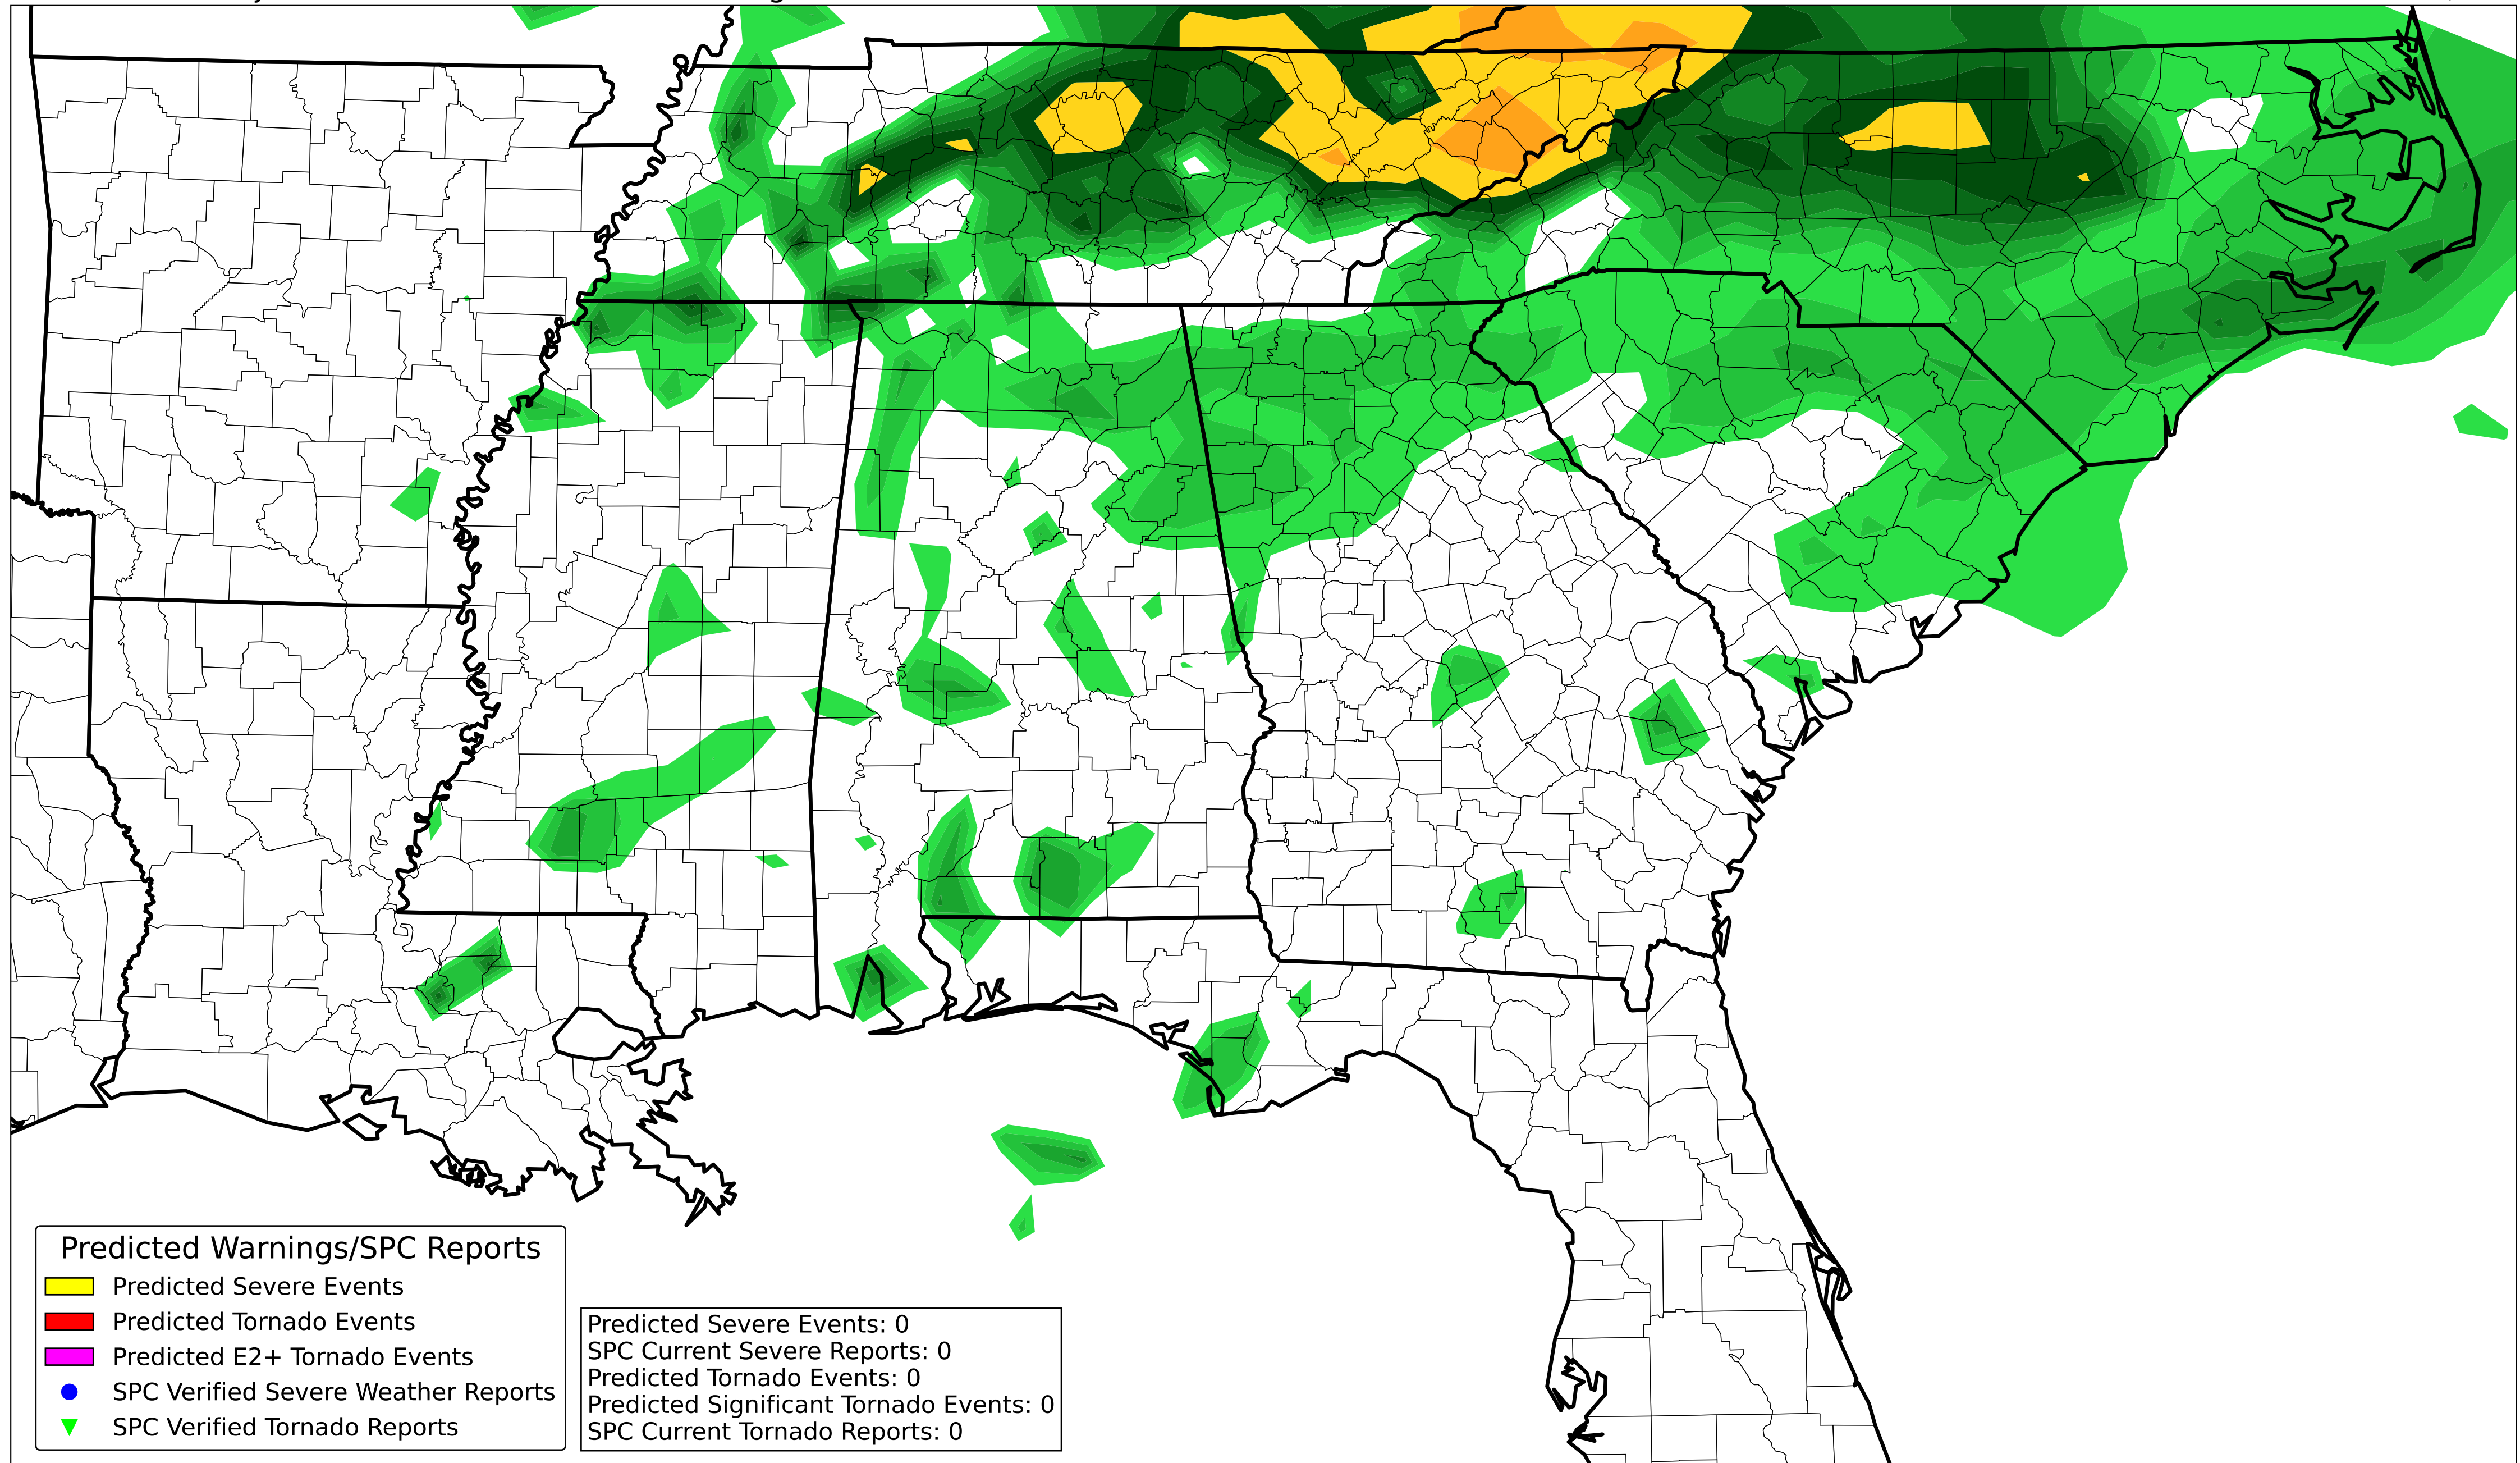 Predicted Warnings/SPC Reports
Predicted Severe Events
Predicted Tornado Events
Predicted E2+ Tornado Events
SPC Verified Severe Weather Reports
SPC Verified Tornado Reports
Predicted Severe Events: 0
SPC Current Severe Reports: 0
Predicted Tornado Events: 0
Predicted Significant Tornado Events: 0
SPC Current Tornado Reports: 0